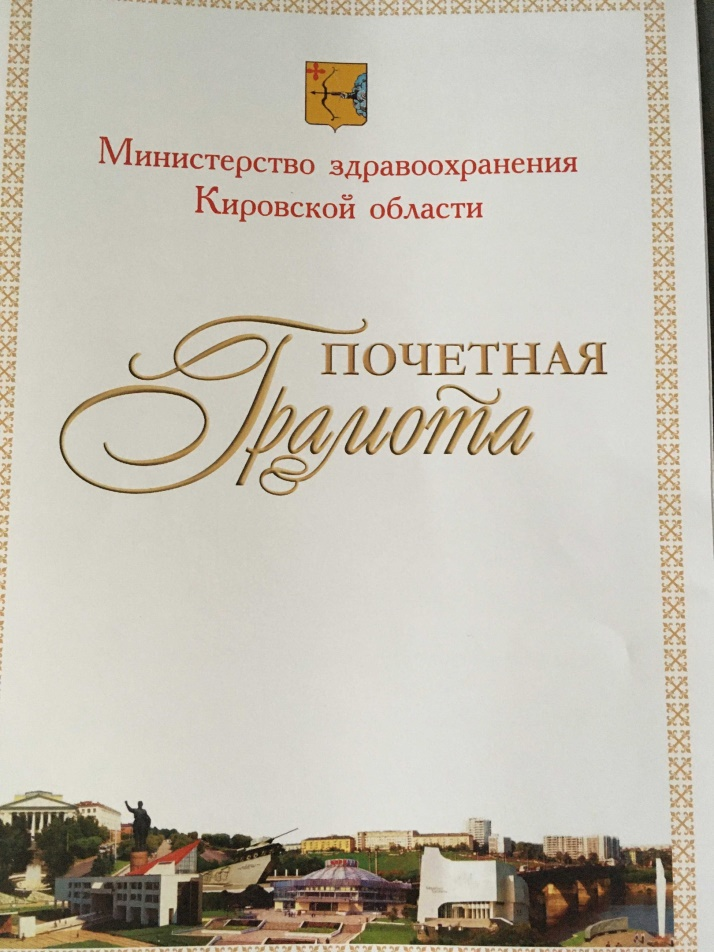 Министерство здравоохранения
Кировской области
ПОЧЕТНАЯ
Грамота